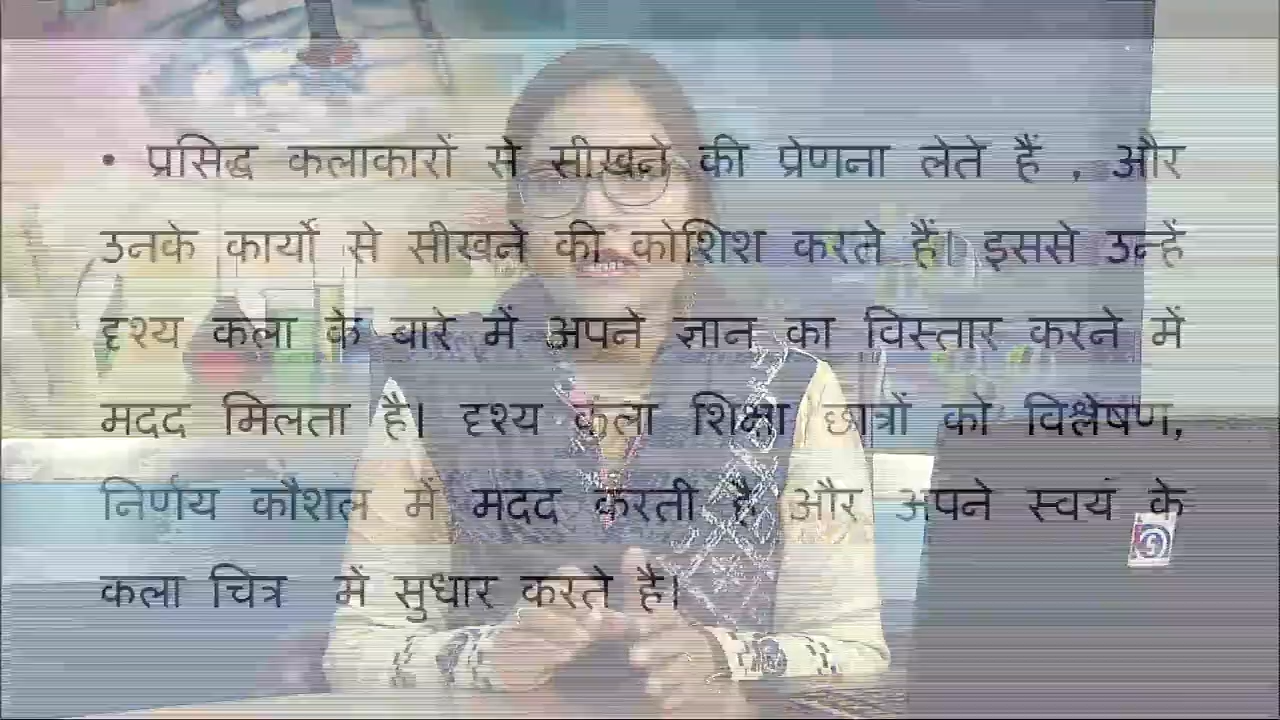 • प्रसिद्ध कलाकारों से सीखने की प्रेणना लेते हैं , और
उनके कार्यो से सीखने की कोशिश करते हैं। इससे उन्हें
दृश्य कला के बारे में अपने ज्ञान का विस्तार करने में
मदद मिलता है। दृश्य कला शिक्षा छात्रों को विश्लेषण,
निर्णय कौशल में मदद करती है और अपने स्वयं के
कला चित्र में सुधार करते है।